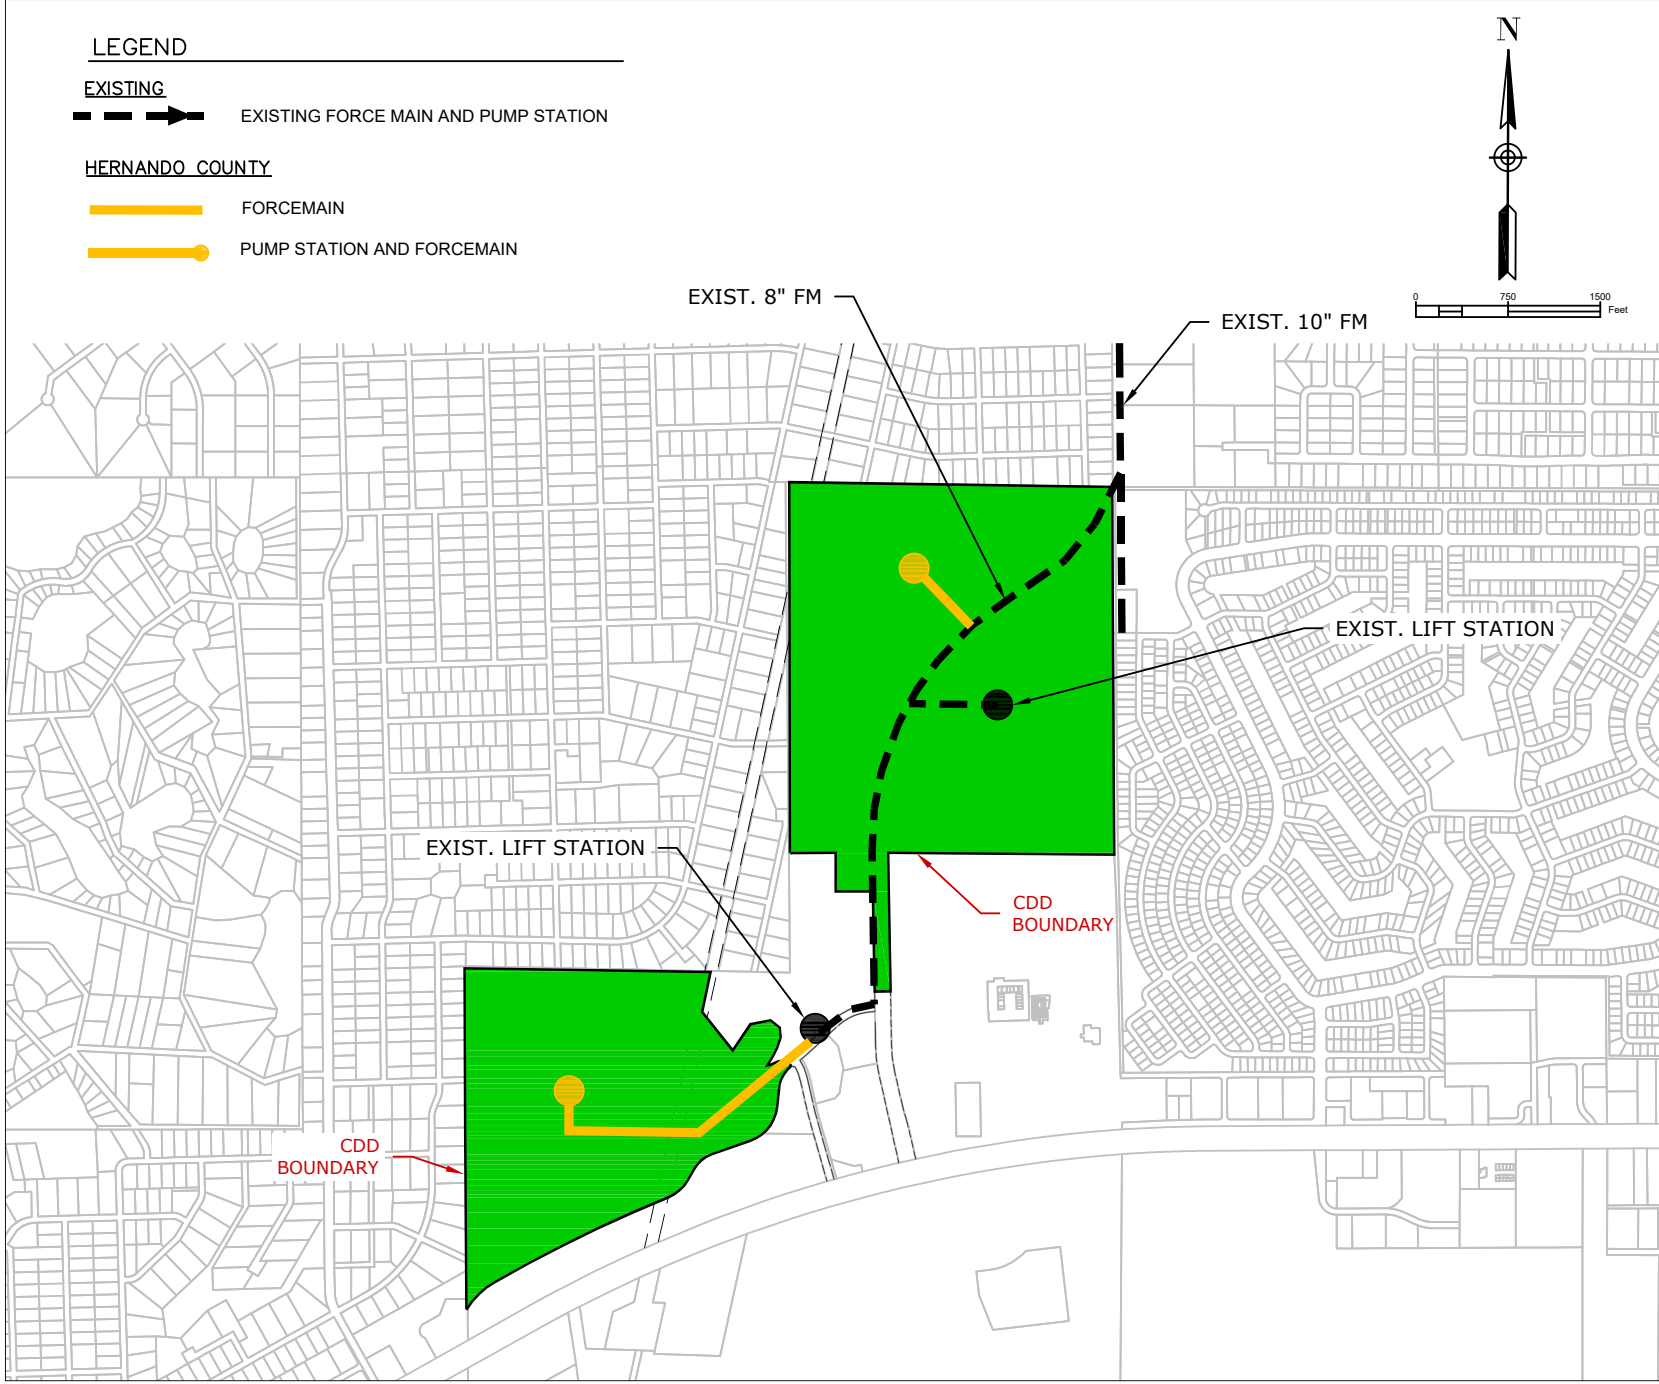 LEGEND
EXISTING
EXISTING FORCE MAIN AND PUMP STATION
HERNANDO COUNTY
FORCEMAIN
PUMP STATION AND FORCEMAIN
N
0 750 1500
Feet
EXIST. 8" FM
EXIST. 10" FM
EXIST. LIFT STATION
EXIST. LIFT STATION
CDD
BOUNDARY
CDD
BOUNDARY